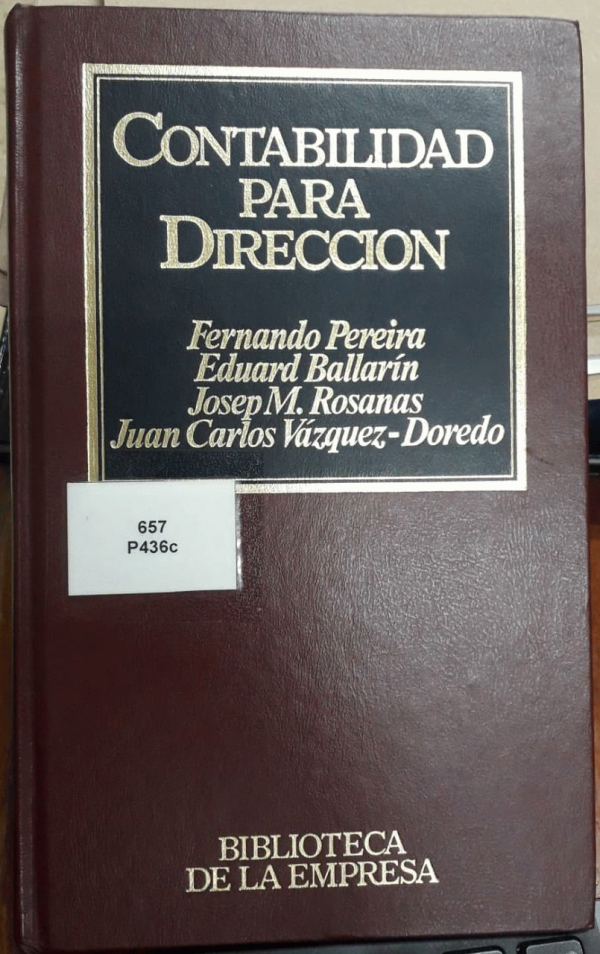 CONTABILIDAD
PARA
DIRECCION
Fernando Pereira
Eduard Ballarín
Josep M. Rosanas
Juan Carlos Vázquez-Doredo
657
P436c
BIBLIOTECA
DE LA EMPRESA